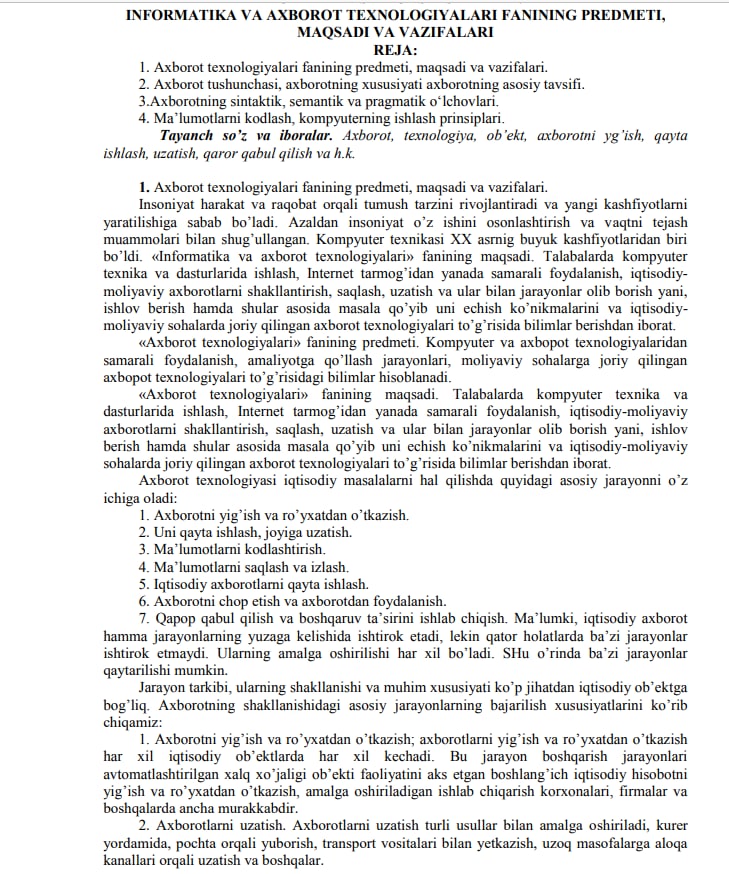 INFORMATIKA VA AXBOROT TEXNOLOGIYALARI FANINING PREDMETI,
MAQSADI VA VAZIFALARI
REJA:
1. Axborot texnologiyalari fanining predmeti, maqsadi va vazifalari.
2. Axborot tushunchasi, axborotning xususiyati axborotning asosiy tavsifi.
3.Axborotning sintaktik, semantik va pragmatik o‘lchovlari.
4. Ma’lumotlarni kodlash, kompyuterning ishlash prinsiplari.
Tayanch so’z va iboralar. Axborot, texnologiya, ob’ekt, axborotni yg’ish, qayta
ishlash, uzatish, qaror qabul qilish va h.k.
1. Axborot texnologiyalari fanining predmeti, maqsadi va vazifalari.
Insoniyat harakat va raqobat orqali tumush tarzini rivojlantiradi va yangi kashfiyotlarni
yaratilishiga sabab bo’ladi. Azaldan insoniyat o’z ishini osonlashtirish va vaqtni tejash
muammolari bilan shug’ullangan. Kompyuter texnikasi XX asrnig buyuk kashfiyotlaridan biri
bo’ldi. «Informatika va axborot texnologiyalari» fanining maqsadi. Talabalarda kompyuter
texnika va dasturlarida ishlash, Internet tarmog’idan yanada samarali foydalanish, iqtisodiy-
moliyaviy axborotlarni shakllantirish, saqlash, uzatish va ular bilan jarayonlar olib borish yani,
ishlov berish hamda shular asosida masala qo’yib uni echish ko’nikmalarini va iqtisodiy-
moliyaviy sohalarda joriy qilingan axborot texnologiyalari to’g’risida bilimlar berishdan iborat.
«Axborot texnologiyalari» fanining predmeti. Kompyuter va axbopot texnologiyalaridan
samarali foydalanish, amaliyotga qo’llash jarayonlari, moliyaviy sohalarga joriy qilingan
axbopot texnologiyalari to’g’risidagi bilimlar hisoblanadi.
«Axborot texnologiyalari» fanining maqsadi. Talabalarda kompyuter texnika va
dasturlarida ishlash, Internet tarmog’idan yanada samarali foydalanish, iqtisodiy-moliyaviy
axborotlarni shakllantirish, saqlash, uzatish va ular bilan jarayonlar olib borish yani, ishlov
berish hamda shular asosida masala qo’yib uni echish ko’nikmalarini va iqtisodiy-moliyaviy
sohalarda joriy qilingan axborot texnologiyalari to’g’risida bilimlar berishdan iborat.
Axborot texnologiyasi iqtisodiy masalalarni hal qilishda quyidagi asosiy jarayonni o’z
ichiga oladi:
1. Axborotni yig’ish va ro’yxatdan o’tkazish.
2. Uni qayta ishlash, joyiga uzatish.
3. Ma’lumotlarni kodlashtirish.
4. Ma’lumotlarni saqlash va izlash.
5. Iqtisodiy axborotlarni qayta ishlash.
6. Axborotni chop etish va axborotdan foydalanish.
7. Qapop qabul qilish va boshqaruv ta’sirini ishlab chiqish. Ma’lumki, iqtisodiy axborot
hamma jarayonlarning yuzaga kelishida ishtirok etadi, lekin qator holatlarda ba’zi jarayonlar
ishtirok etmaydi. Ularning amalga oshirilishi har xil bo’ladi. SHu o’rinda ba’zi jarayonlar
qaytarilishi mumkin.
Jarayon tarkibi, ularning shakllanishi va muhim xususiyati ko’p jihatdan iqtisodiy ob’ektga
bog’liq. Axborotning shakllanishidagi asosiy jarayonlarning bajarilish xususiyatlarini ko’rib
chiqamiz:
1. Axborotni yig’ish va ro’yxatdan o’tkazish; axborotlarni yig’ish va ro’yxatdan o’tkazish
har xil iqtisodiy ob’ektlarda har xil kechadi. Bu jarayon boshqarish jarayonlari
avtomatlashtirilgan xalq xo’jaligi ob’ekti faoliyatini aks etgan boshlang’ich iqtisodiy hisobotni
yig’ish va ro’yxatdan o’tkazish, amalga oshiriladigan ishlab chiqarish korxonalari, firmalar va
boshqalarda ancha murakkabdir.
2. Axborotlarni uzatish. Axborotlarni uzatish turli usullar bilan amalga oshiriladi, kurer
yordamida, pochta orqali yuborish, transport vositalari bilan yetkazish, uzoq masofalarga aloqa
kanallari orqali uzatish va boshqalar.